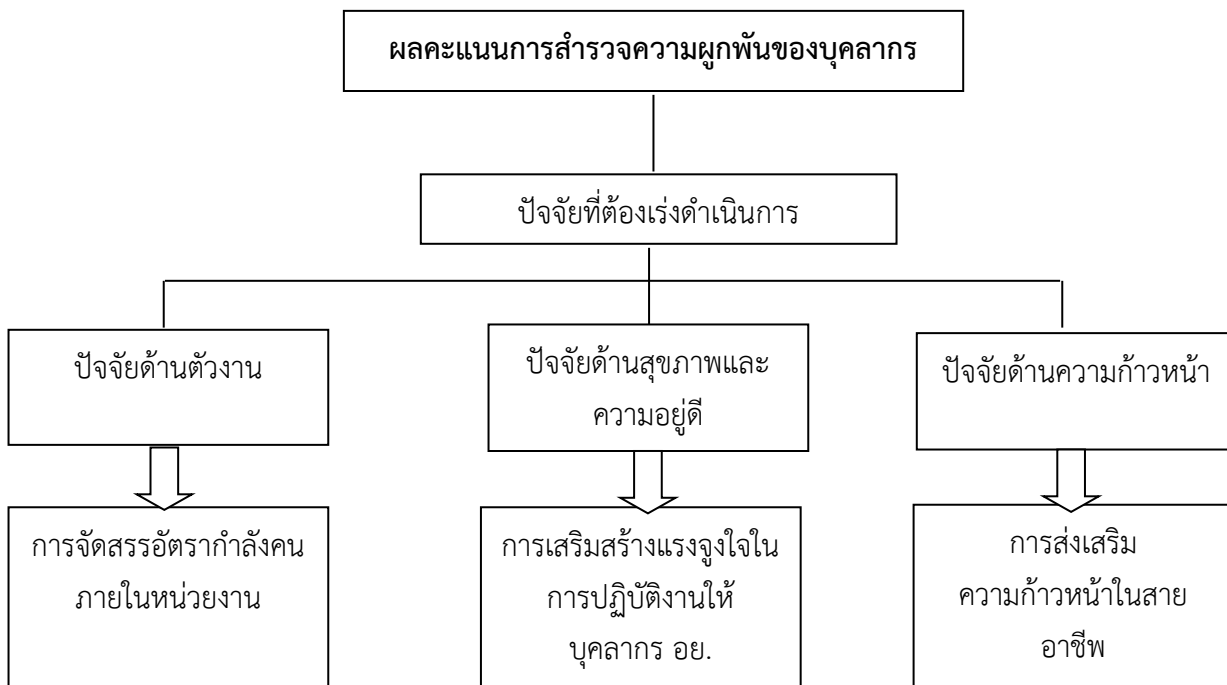 ผลคะแนนการสำรวจความผูกพันของบุคลากร
ปัจจัยที่ต้องเร่งดำเนินการ
ปัจจัยด้านตัวงาน
ปัจจัยด้านสุขภาพและ
ความอยู่ดี
ปัจจัยด้านความก้าวหน้า
การจัดสรรอัตรากำลังคน
ภายในหน่วยงาน
การเสริมสร้างแรงจูงใจใน
การปฏิบัติงานให้
บุคลากร อย.
การส่งเสริม
ความก้าวหน้าในสาย
อาชีพ